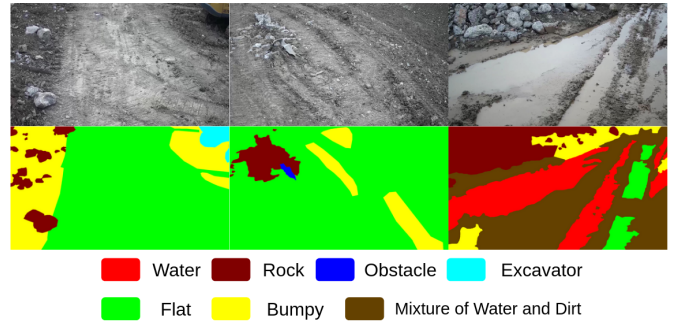 Water Rock Obstacle Excavator
Flat Bumpy Mixture of Water and Dirt